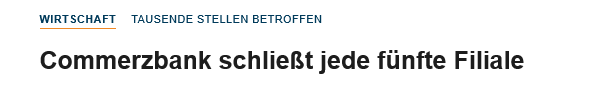 WIRTSCHAFT TAUSENDE STELLEN BETROFFEN
Commerzbank schließt jede fünfte Filiale